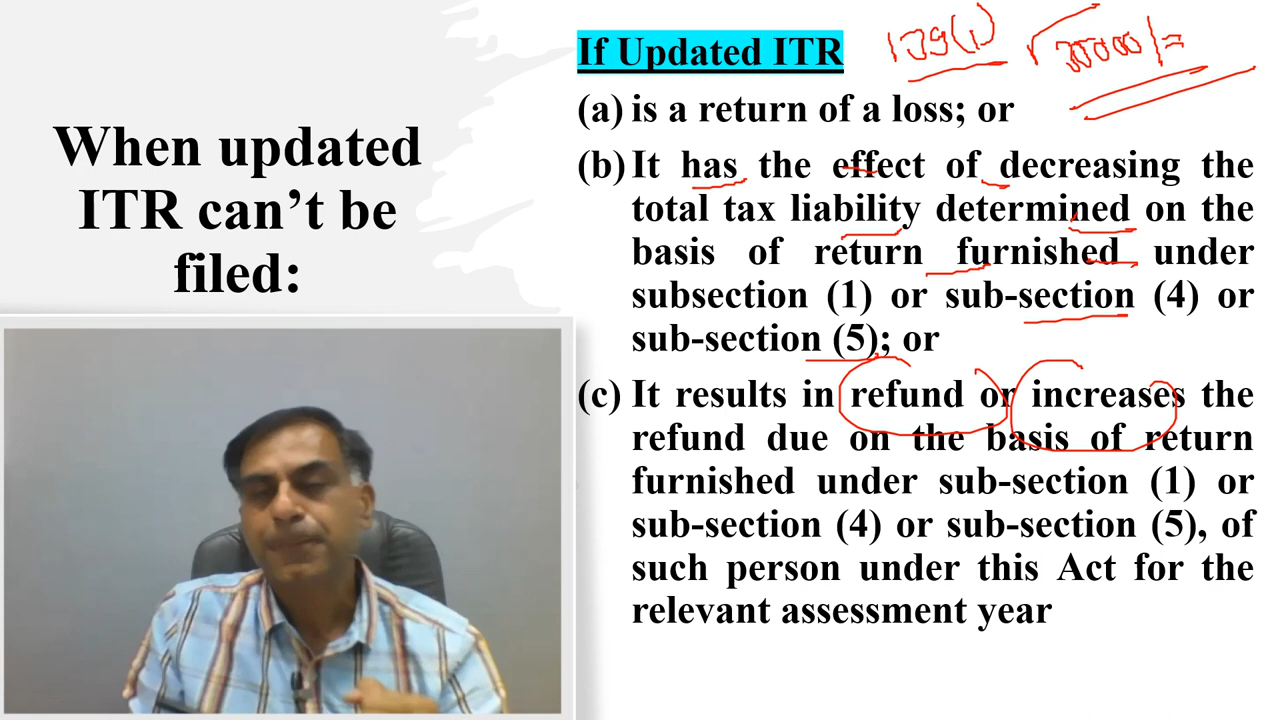 When updated
ITR can’t be
filed:
If Updated ITR
139(1)
(a) is a return of a loss; or
(b) It has the effect of decreasing the
total tax liability determined on the
basis of return furnished under
subsection (1) or sub-section (4) or
sub-section (5); or
(c) It results in refund or increases the
refund due on the basis of return
furnished under sub-section (1) or
sub-section (4) or sub-section (5), of
such person under this Act for the
relevant assessment year